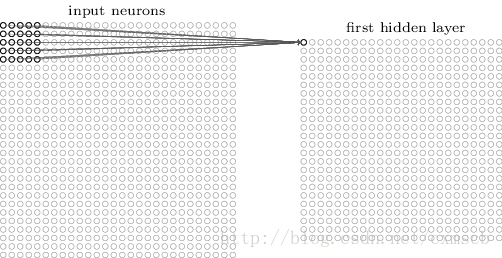 input neurons
first hidden layer